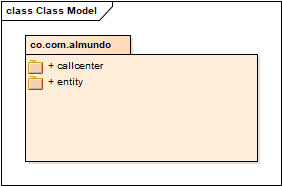 class Class Model
co.com.almundo
+ callcenter
+ entity